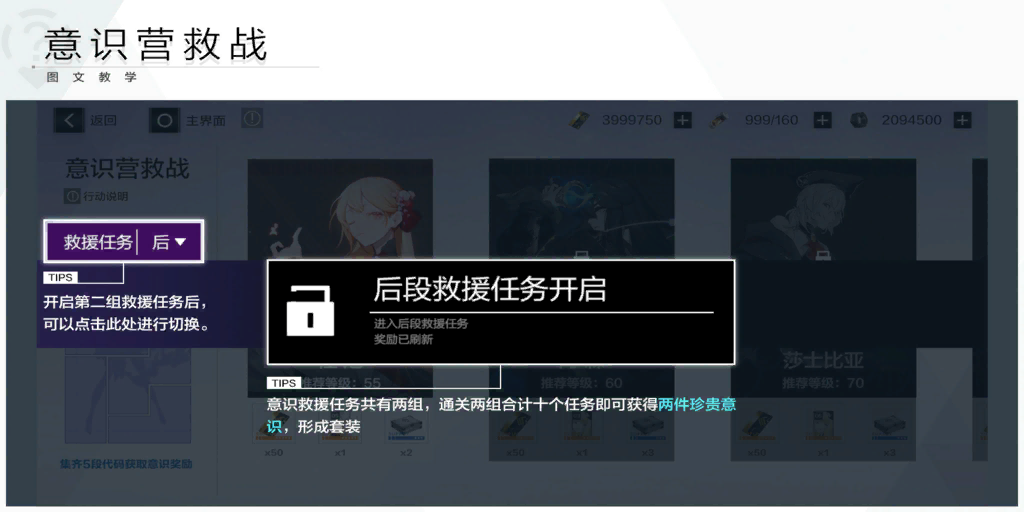 意识营救战
图文教学
返回
主界面
3999750
999/160
2094500
意识营救战
行动说明
救援任务 后
TIPS
开启第二组救援任务后，
可以点击此处进行切换。
后段救援任务开启
进入后段救援任务
奖励已刷新
莎士比亚
TIPS
推荐等级：55
推荐等级：60
推荐等级：70
意识救援任务共有两组，通关两组合计十个任务即可获得两件珍贵意
识，形成套装
x50
x1
x2
x50
x1
x3
x50
x1
x3
集齐5段代码获取意识奖励